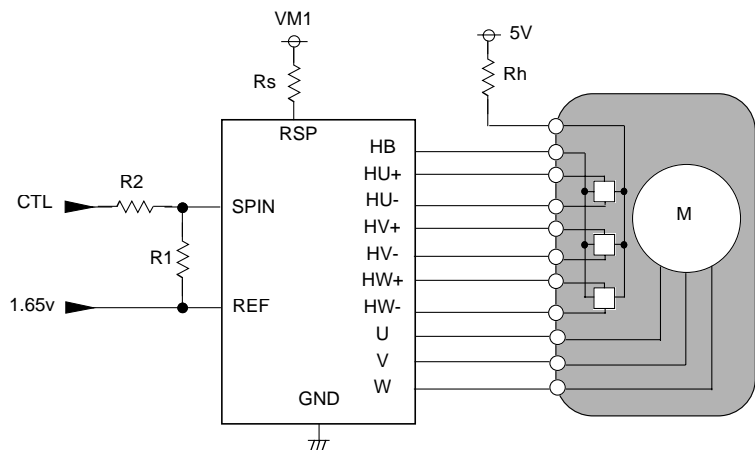 VM1
5V
Rs
Rh
RSP
HB
HU+
R2
CTL
SPIN
HU-
M
HV+
R1
HV-
HW+
1.65v
REF
HW-
U
V
GND
W